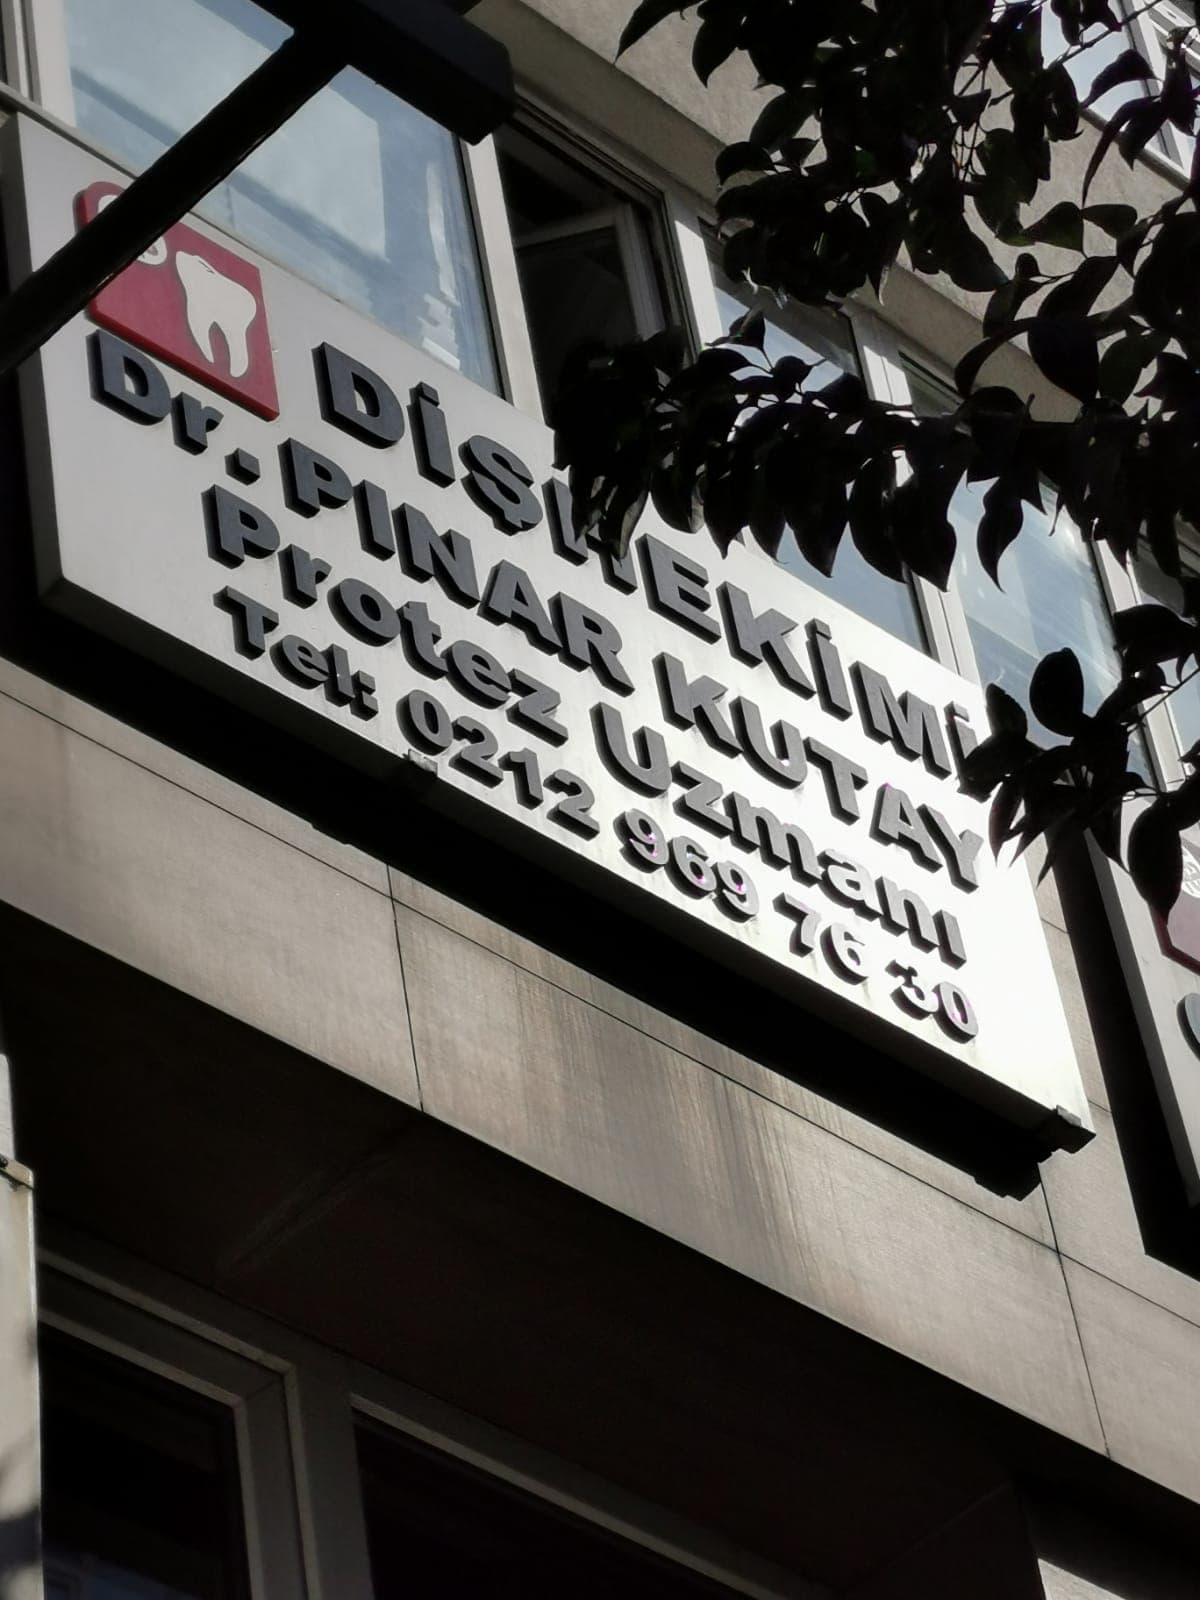 DİŞHEKİMİ
Dr. PINAR KUTAY
Protez Uzmanı
Tel: 0212 969 76 30